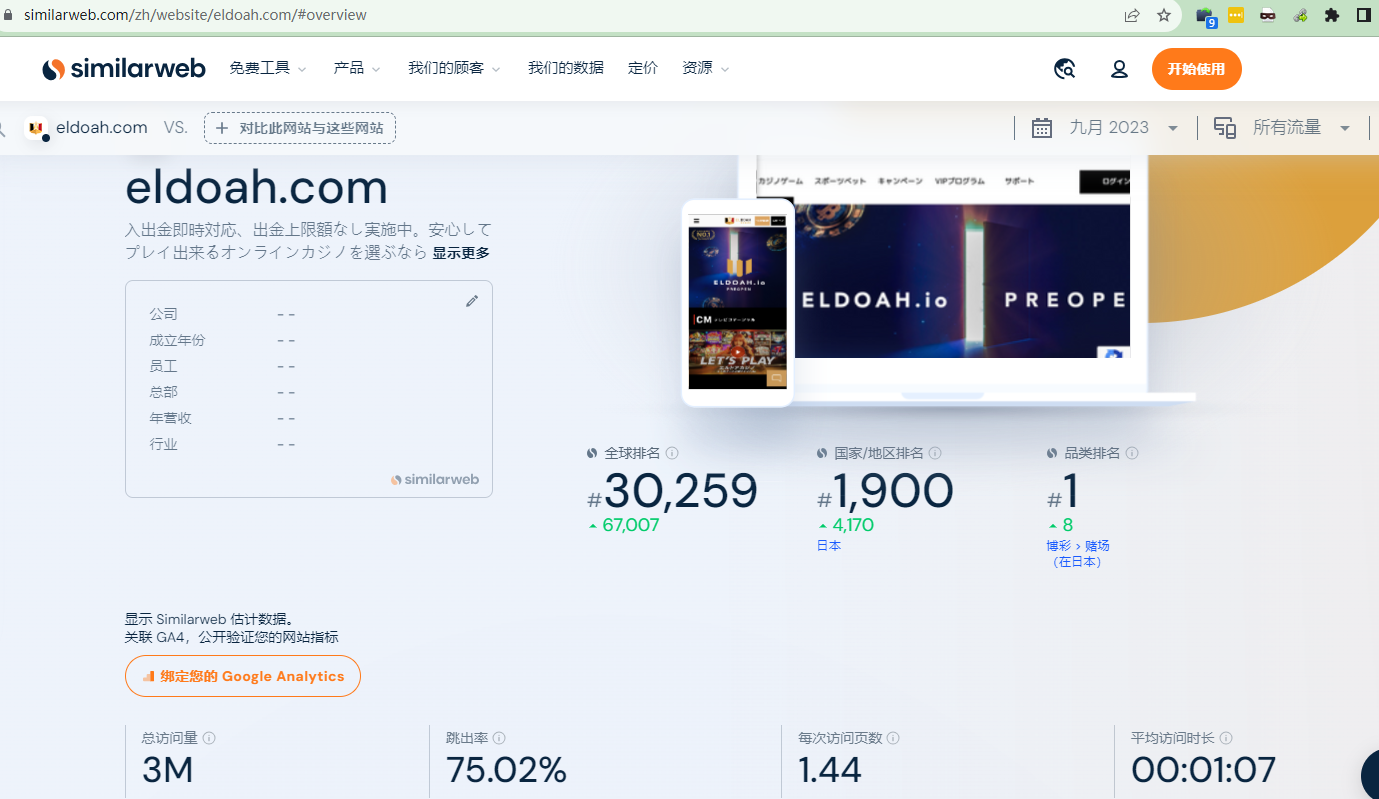 similarweb.com/zh/website/eldoah.com/#overview
9
similarweb 免费工具 产品 我们的顾客 我们的数据 定价 资源 开始使用
eldoah.com VS. + 对比此网站与这些网站 九月 2023 所有流量
eldoah.com
入出金即時対応、出金上限額なし実施中。安心して
プレイ出来るオンラインカジノを選ぶなら 显示更多
公司 - -
成立年份 - -
员工 - -
总部 - -
年营收 - -
行业 - -
similarweb
カジノゲーム スポーツベット キャンペーン VIPプログラム サポート ログイン
ELDOAH.io PREOPE
NO.1
ELDOAH.io
PREOPEN
CM
LET'S PLAY
全球排名 国家/地区排名 品类排名
#30,259 #1,900 #1
67,007 4,170 8
日本 博彩 > 赌场
(在日本)
显示 Similarweb 估计数据。
关联 GA4，公开验证您的网站指标
绑定您的 Google Analytics
总访问量 跳出率 每次访问页数 平均访问时长
3M 75.02% 1.44 00:01:07